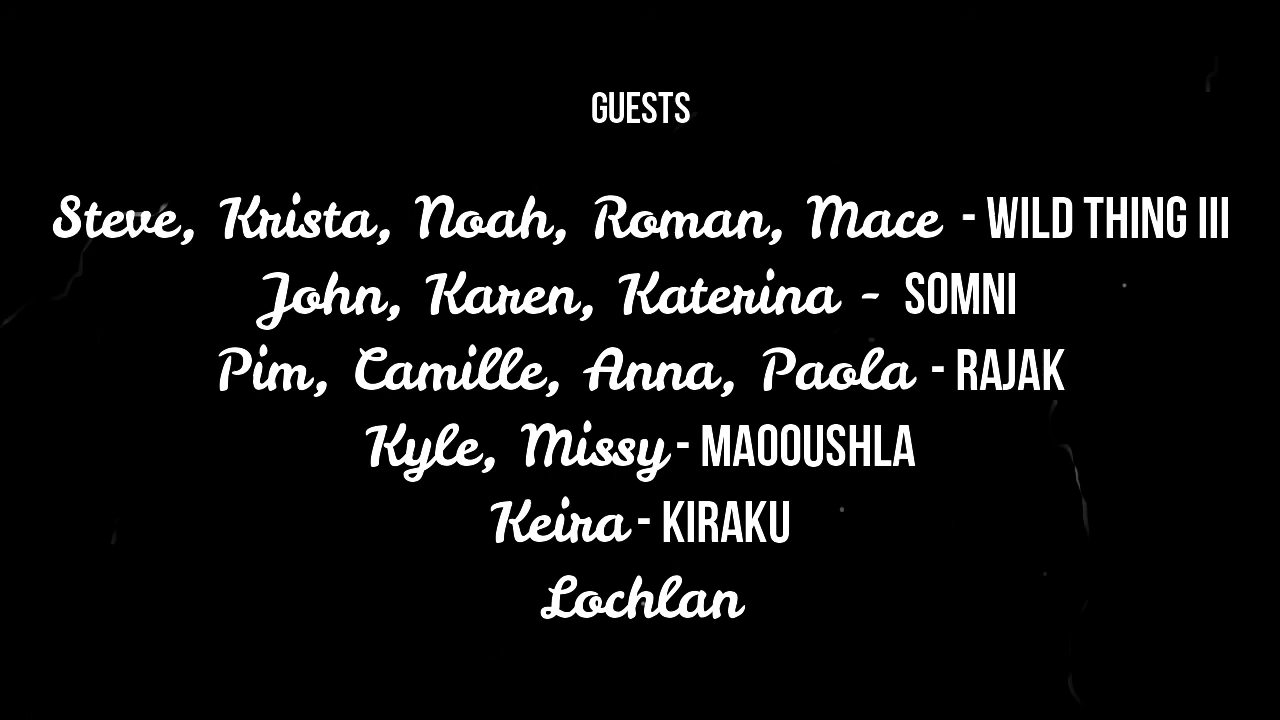 GUESTS
Steve, Krista, Noah, Roman, Mace - WILD THING III
John, Karen, Katerina - SOMNI
Pim, Camille, Anna, Paola - RAJAK
Kyle, Missy - MAOOUSHLA
Keira - KIRAKU
Lochlan